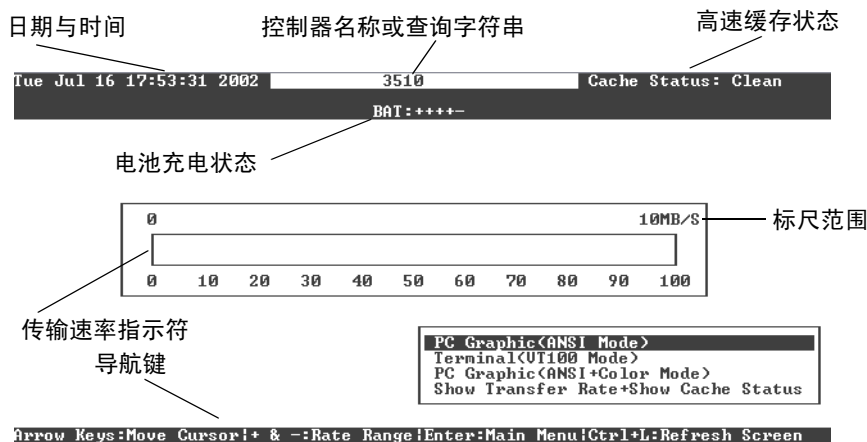 日期与时间
控制器名称或查询字符串
高速缓存状态
Tue Jul 16 17:53:31 2002 3510 Cache Status: Clean
BAT:++++-
电池充电状态
0 10MB/S
标尺范围
0 10 20 30 40 50 60 70 80 90 100
传输速率指示符
导航键
PC Graphic(ANSI Mode)
Terminal(VT100 Mode)
PC Graphic(ANSI+Color Mode)
Show Transfer Rate+Show Cache Status
Arrow Keys:Move Cursor|+ & -:Rate Range|Enter:Main Menu|Ctrl+L:Refresh Screen